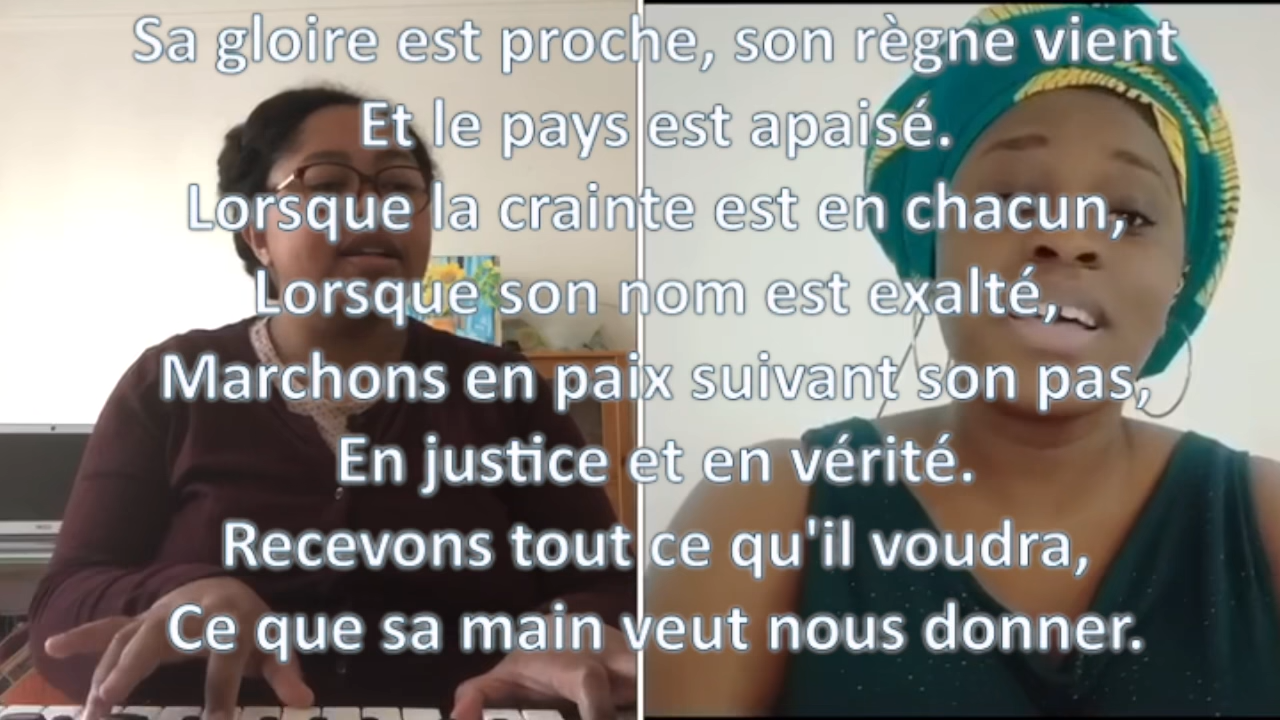 Sa gloire est proche, son règne vient
Et le pays est apaisé.
Lorsque la crainte est en chacun,
Lorsque son nom est exalté,
Marchons en paix suivant son pas,
En justice et en vérité.
Recevons tout ce qu'il voudra,
Ce que sa main veut nous donner.